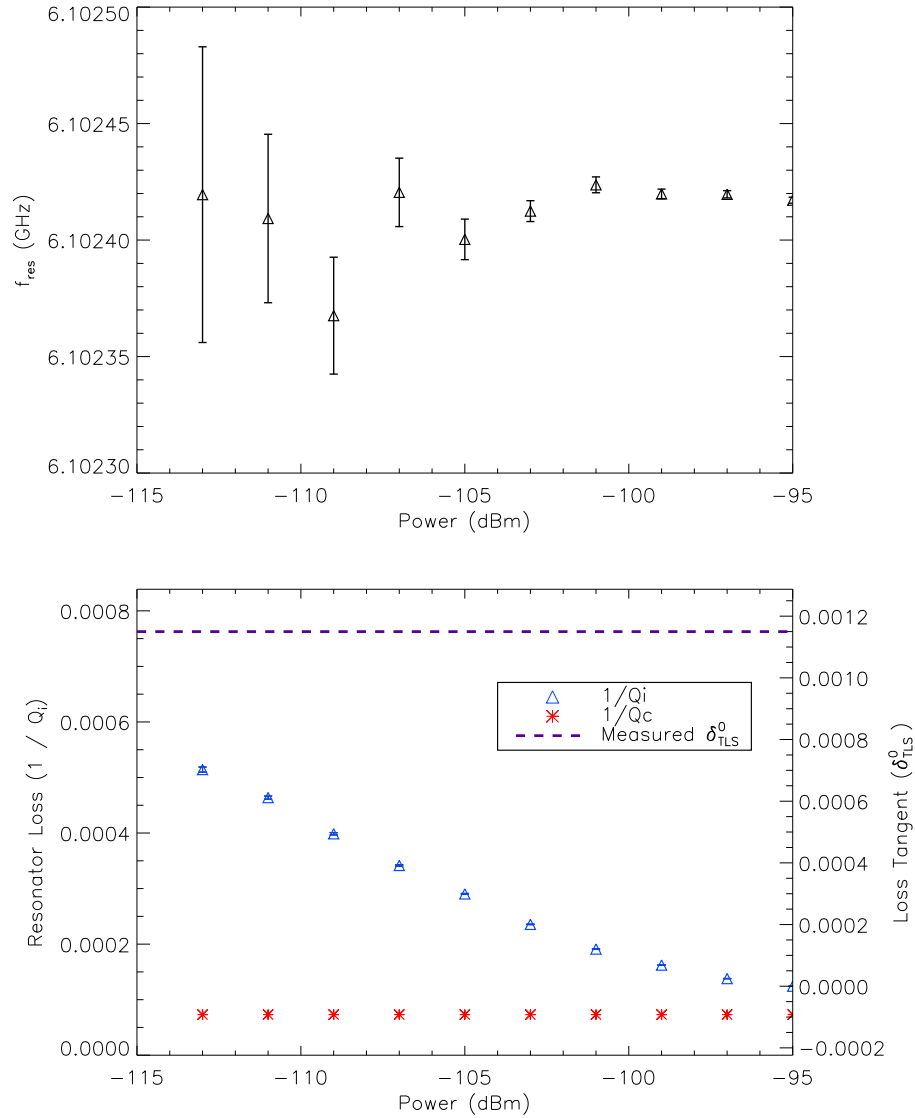 6.10250
6.10245
6.10240
6.10235
6.10230
f_res (GHz)
−115 −110 −105 −100 −95
Power (dBm)
0.0008
0.0006
0.0004
0.0002
0.0000
Resonator Loss (1 / Q_i)
1/Qi
1/Qc
Measured δ⁰_TLS
0.0012
0.0010
0.0008
0.0006
0.0004
0.0002
0.0000
−0.0002
Loss Tangent (δ⁰_TLS)
−115 −110 −105 −100 −95
Power (dBm)